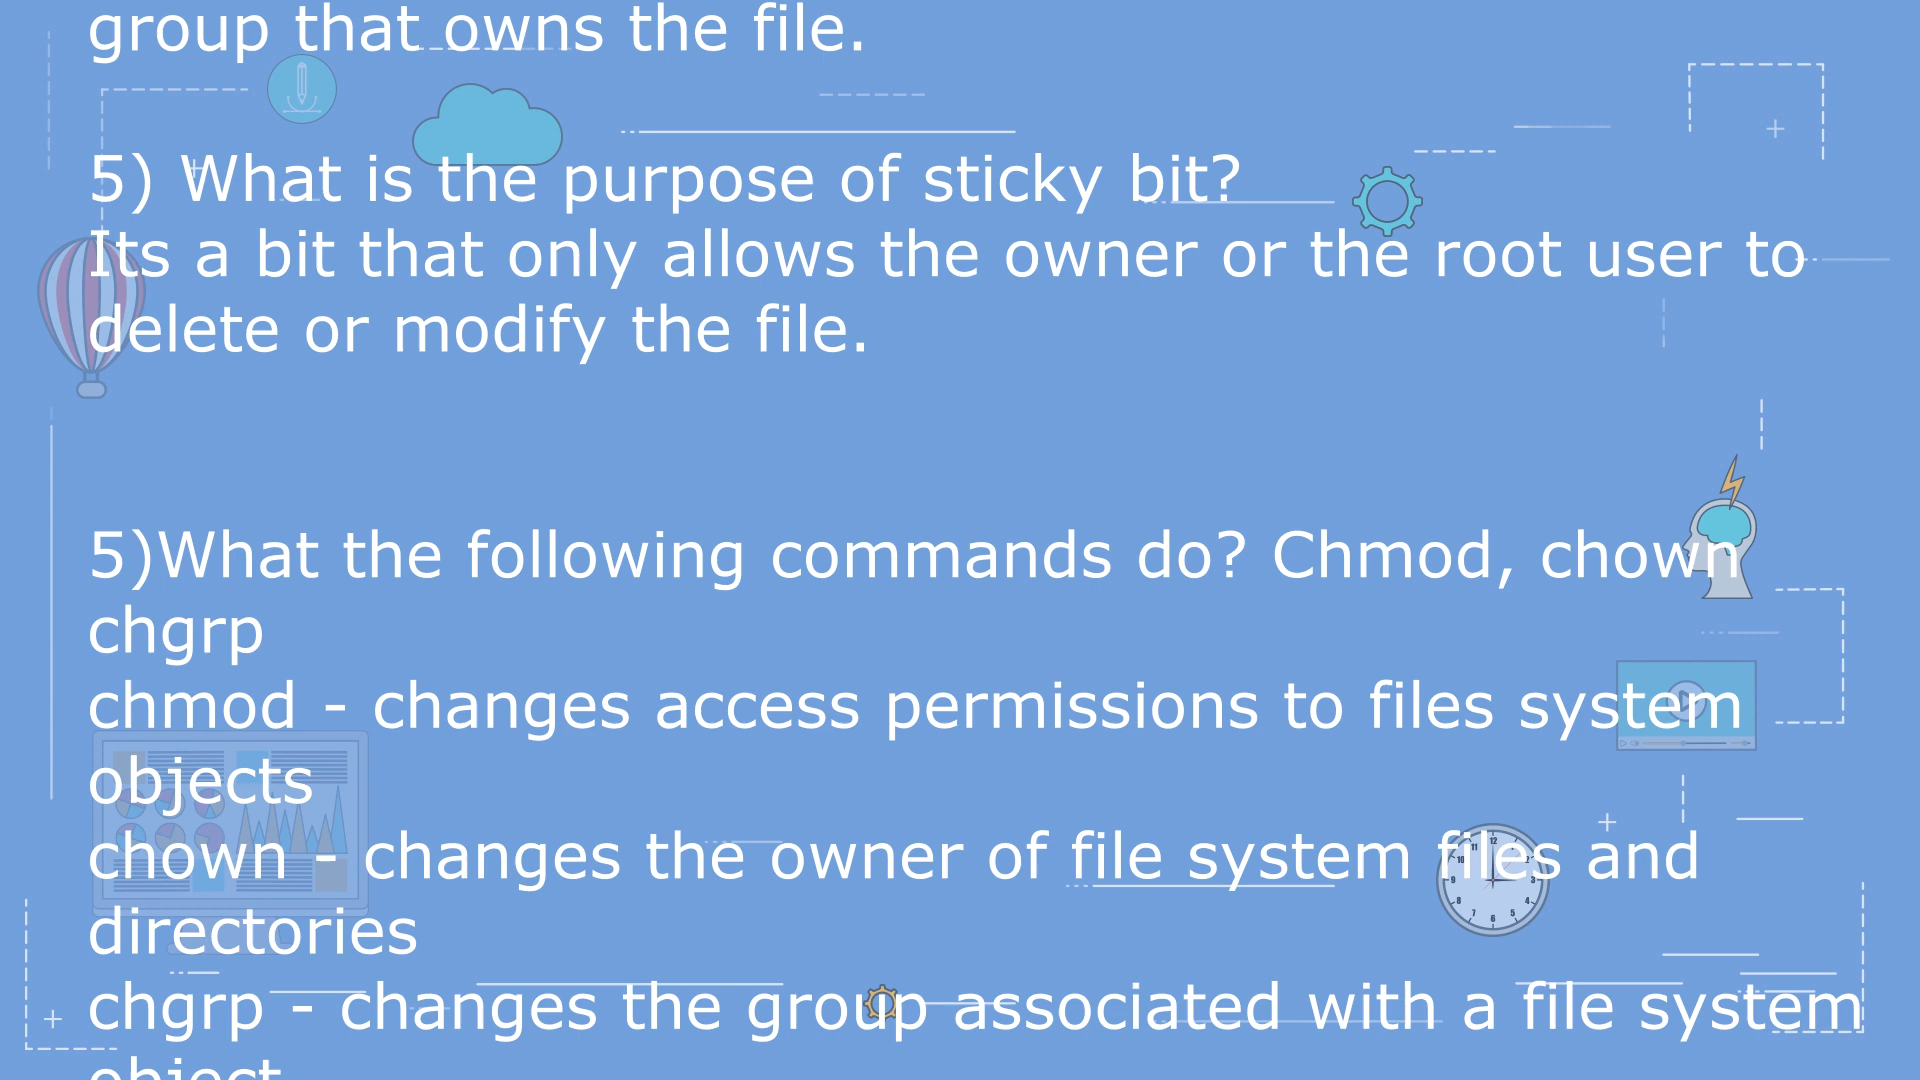 group that owns the file.
5) What is the purpose of sticky bit?
Its a bit that only allows the owner or the root user to
delete or modify the file.
5)What the following commands do? Chmod, chown
chgrp
chmod - changes access permissions to files system
objects
chown - changes the owner of file system files and
directories
chgrp - changes the group associated with a file system
object